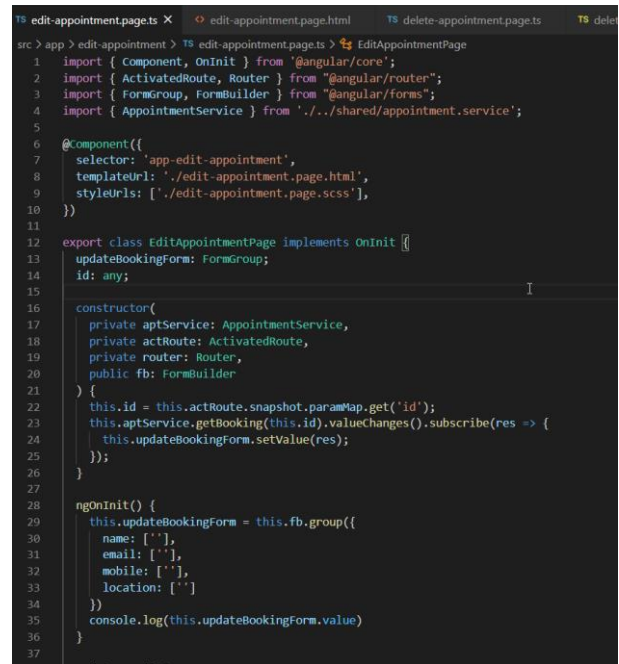 TS edit-appointment.page.ts X <> edit-appointment.page.html TS delete-appointment.page.ts TS delet
src > app > edit-appointment > TS edit-appointment.page.ts > EditAppointmentPage
1 import { Component, OnInit } from '@angular/core';
2 import { ActivatedRoute, Router } from "@angular/router";
3 import { FormGroup, FormBuilder } from "@angular/forms";
4 import { AppointmentService } from './../shared/appointment.service';
5
6 @Component({
7 selector: 'app-edit-appointment',
8 templateUrl: './edit-appointment.page.html',
9 styleUrls: ['./edit-appointment.page.scss'],
10 })
11
12 export class EditAppointmentPage implements OnInit {
13 updateBookingForm: FormGroup;
14 id: any;
15
16 constructor(
17 private aptService: AppointmentService,
18 private actRoute: ActivatedRoute,
19 private router: Router,
20 public fb: FormBuilder
21 ) {
22 this.id = this.actRoute.snapshot.paramMap.get('id');
23 this.aptService.getBooking(this.id).valueChanges().subscribe(res => {
24 this.updateBookingForm.setValue(res);
25 });
26 }
27
28 ngOnInit() {
29 this.updateBookingForm = this.fb.group({
30 name: [''],
31 email: [''],
32 mobile: [''],
33 location: ['']
34 })
35 console.log(this.updateBookingForm.value)
36 }
37